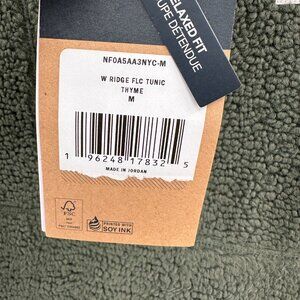 RELAXED FIT
COUPE DETENDUE
NF0A5AA3NYC-M
W RIDGE FLC TUNIC
THYME
M
1 96248 17832 5
MADE IN JORDAN
FSC
PRINTED WITH
SOY INK